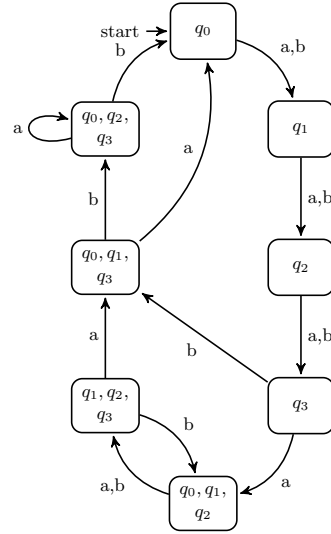 start
q₀
b
a,b
a
q₀, q₂,
q₃
q₁
a
b
a,b
q₀, q₁,
q₃
q₂
a,b
a
b
q₁, q₂,
q₃
q₃
b
a
a,b
q₀, q₁,
q₂